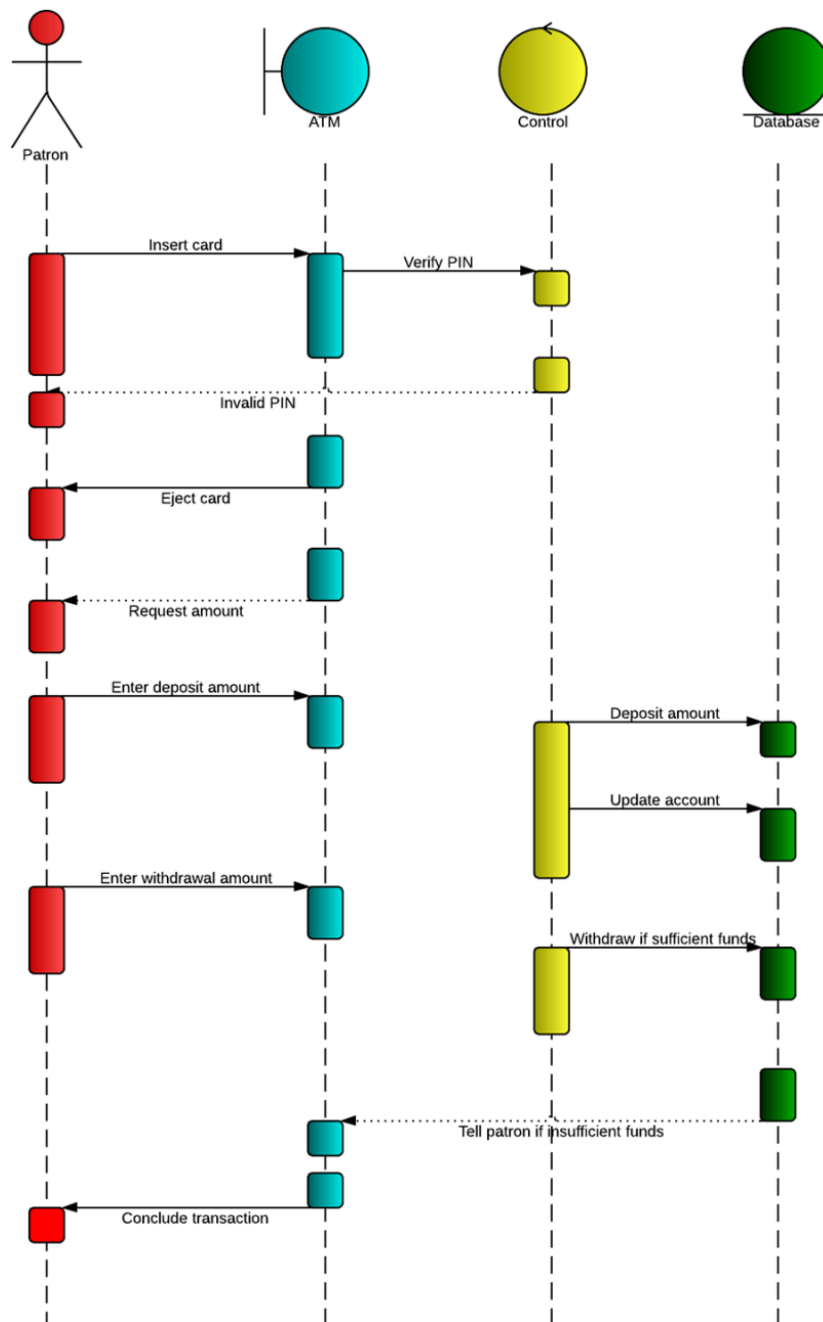 ATM
Control
Database
Patron
Insert card
Verify PIN
Invalid PIN
Eject card
Request amount
Enter deposit amount
Deposit amount
Update account
Enter withdrawal amount
Withdraw if sufficient funds
Tell patron if insufficient funds
Conclude transaction